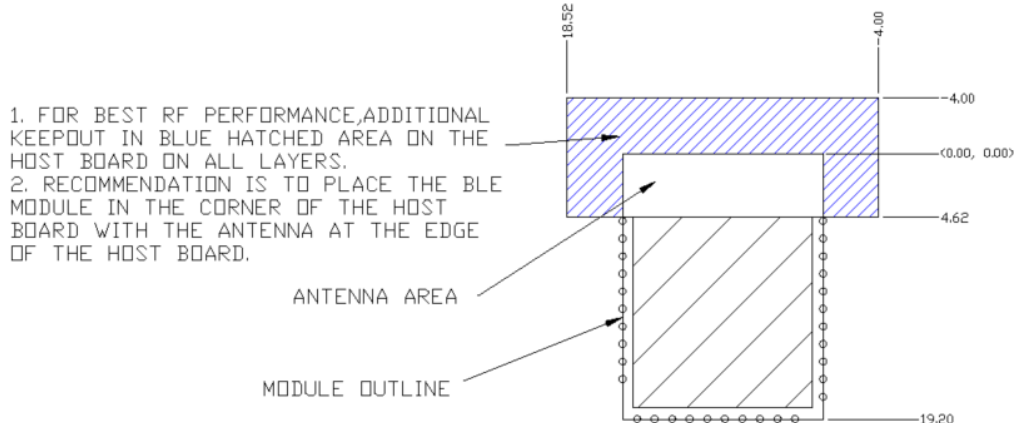 18.52
-4.00
1. FOR BEST RF PERFORMANCE,ADDITIONAL
KEEPOUT IN BLUE HATCHED AREA ON THE
HOST BOARD ON ALL LAYERS.
2. RECOMMENDATION IS TO PLACE THE BLE
MODULE IN THE CORNER OF THE HOST
BOARD WITH THE ANTENNA AT THE EDGE
OF THE HOST BOARD.
-4.00
(0.00, 0.00)
4.62
ANTENNA AREA
MODULE OUTLINE
19.20